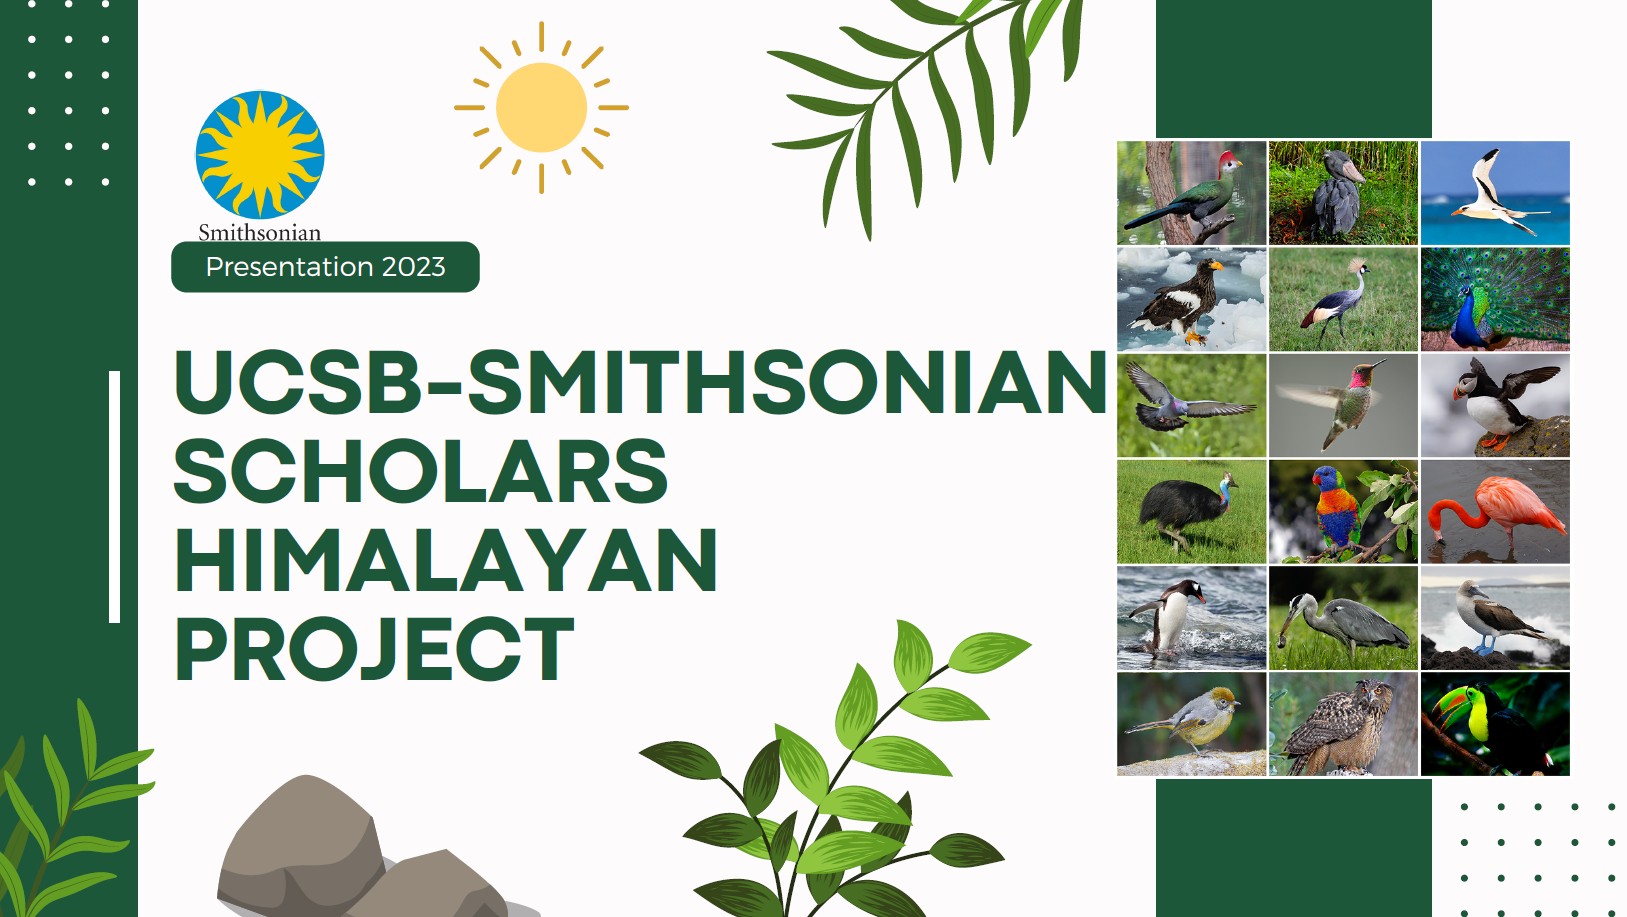 Smithsonian
Presentation 2023
UCSB-SMITHSONIAN
SCHOLARS
HIMALAYAN
PROJECT